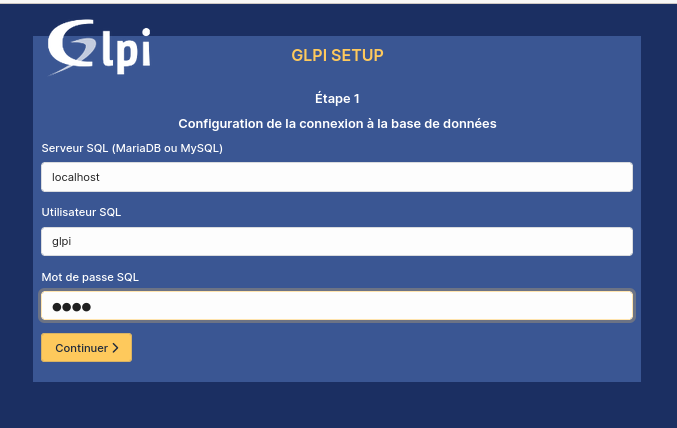 Glpi
GLPI SETUP
Étape 1
Configuration de la connexion à la base de données
Serveur SQL (MariaDB ou MySQL)
localhost
Utilisateur SQL
glpi
Mot de passe SQL
●●●●
Continuer